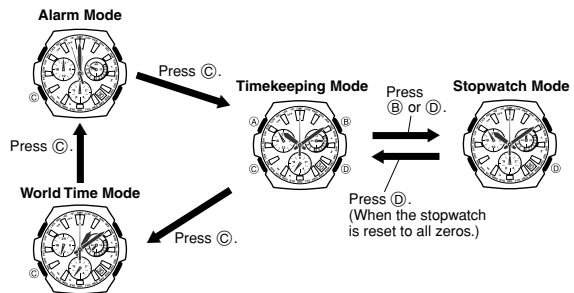 Alarm Mode
Press Ⓒ.
Ⓒ
Timekeeping Mode
Stopwatch Mode
Ⓐ
Ⓑ
Press
Ⓑ or Ⓓ.
Press Ⓒ.
Ⓒ
Ⓓ
Ⓓ
World Time Mode
Press Ⓓ.
(When the stopwatch
is reset to all zeros.)
Press Ⓒ.
Ⓒ